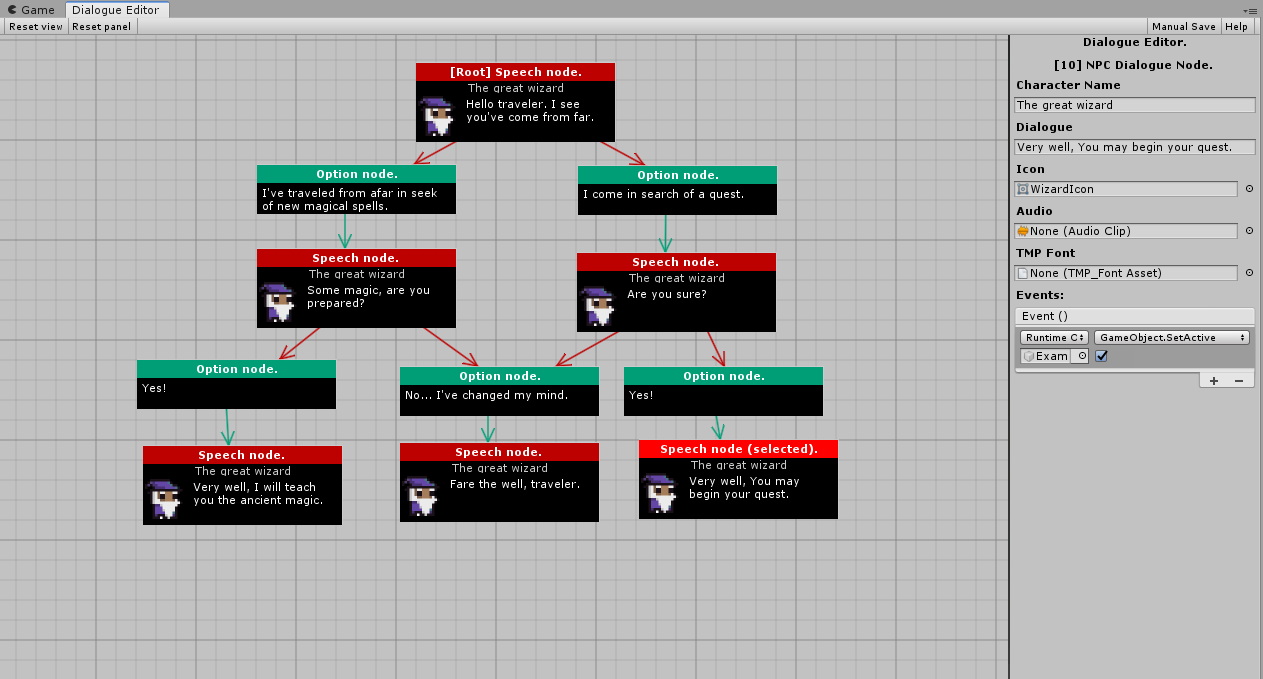 Game
Dialogue Editor
Reset view
Reset panel
Manual Save
Help
[Root] Speech node.
The great wizard
Hello traveler. I see
you've come from far.
Option node.
I've traveled from afar in seek
of new magical spells.
Option node.
I come in search of a quest.
Speech node.
The great wizard
Some magic, are you
prepared?
Speech node.
The great wizard
Are you sure?
Option node.
Yes!
Option node.
No... I've changed my mind.
Option node.
Yes!
Speech node.
The great wizard
Very well, I will teach
you the ancient magic.
Speech node.
The great wizard
Fare the well, traveler.
Speech node (selected).
The great wizard
Very well, You may
begin your quest.
Dialogue Editor.
[10] NPC Dialogue Node.
Character Name
The great wizard
Dialogue
Very well, You may begin your quest.
Icon
WizardIcon
Audio
None (Audio Clip)
TMP Font
None (TMP_Font Asset)
Events:
Event ()
Runtime O
GameObject.SetActive
Exam